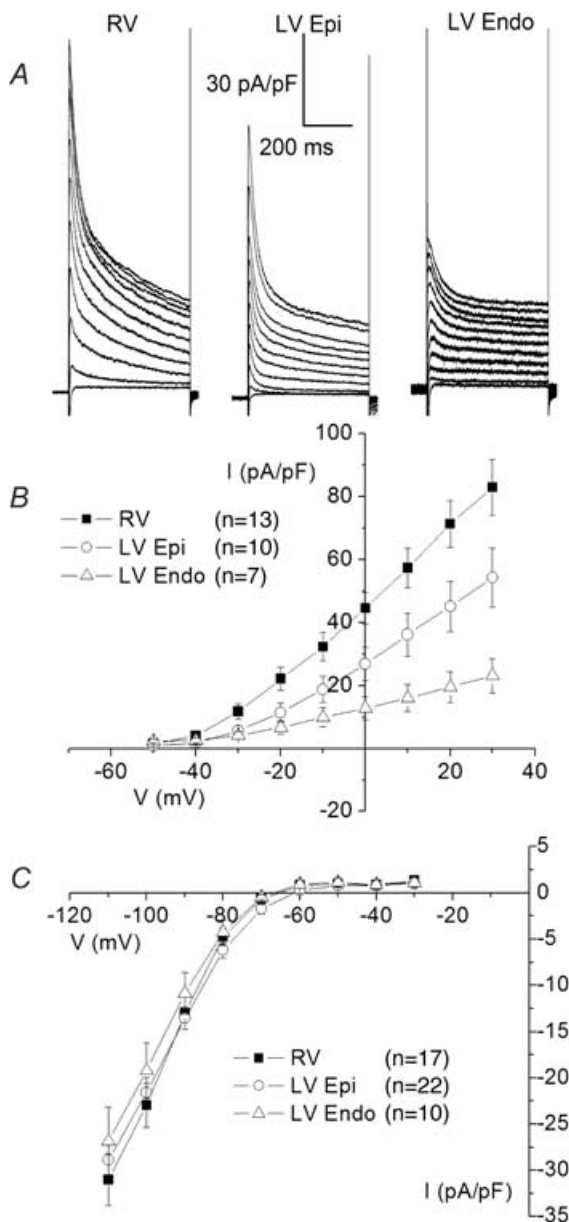 RV LV Epi LV Endo
A
30 pA/pF
200 ms
B
I (pA/pF)
100
80
60
40
20
-20
RV (n=13)
LV Epi (n=10)
LV Endo (n=7)
-60 -40 -20 0 20 40
V (mV)
C
5
0
-5
-10
-15
-20
-25
-30
-35
-120 -100 -80 -60 -40 -20
V (mV)
RV (n=17)
LV Epi (n=22)
LV Endo (n=10)
I (pA/pF)